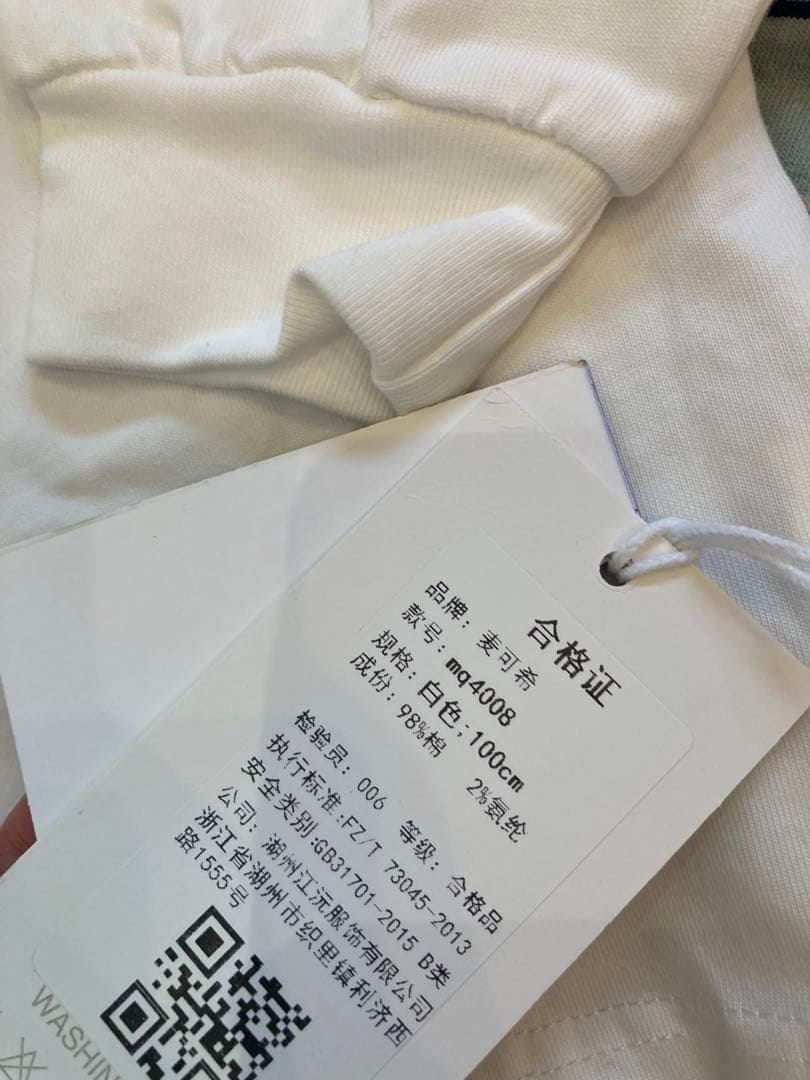 合格证
品牌: 麦可希
款号: mq4008
规格: 白色;100cm
成份: 98%棉 2%氨纶
检验员: 006 等级: 合格品
执行标准:FZ/T 73045-2013
安全类别:GB31701-2015 B类
公司: 湖州江沅服饰有限公司
浙江省湖州市织里镇利济西
路1555号
WASHIN